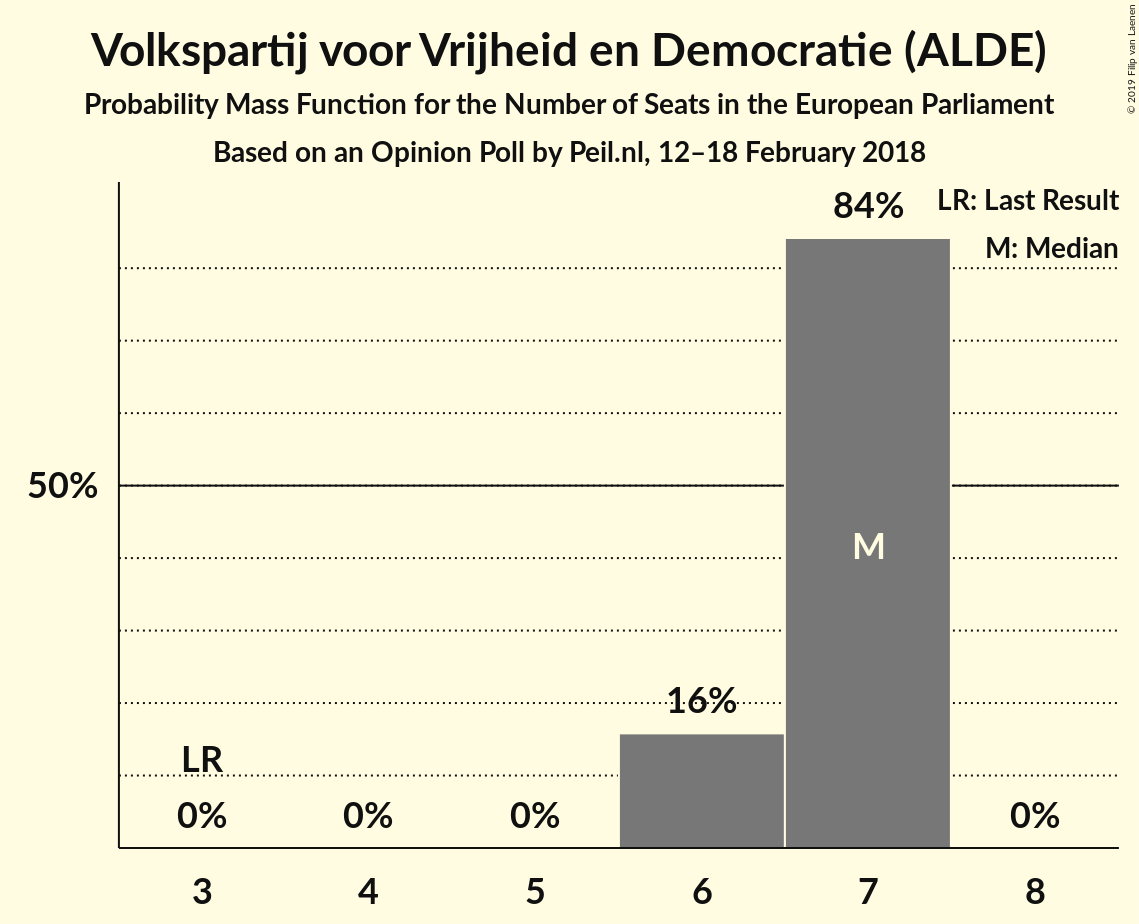 Volkspartij voor Vrijheid en Democratie (ALDE)
Probability Mass Function for the Number of Seats in the European Parliament
Based on an Opinion Poll by Peil.nl, 12–18 February 2018
© 2019 Filip van Laenen
84%
LR: Last Result
M: Median
50%
M
16%
LR
0% 0% 0% 0%
3 4 5 6 7 8